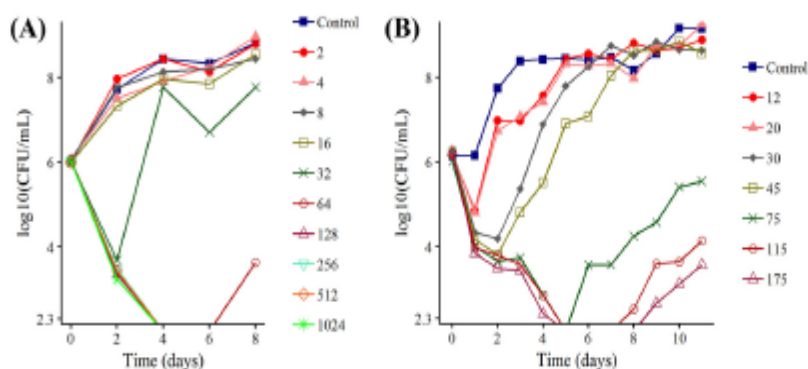 (A)
log10(CFU/mL)
8
6
4
2.3
0 2 4 6 8
Time (days)
Control
2
4
8
16
32
64
128
256
512
1024
(B)
log10(CFU/mL)
8
6
4
2.3
0 2 4 6 8 10
Time (days)
Control
12
20
30
45
75
115
175